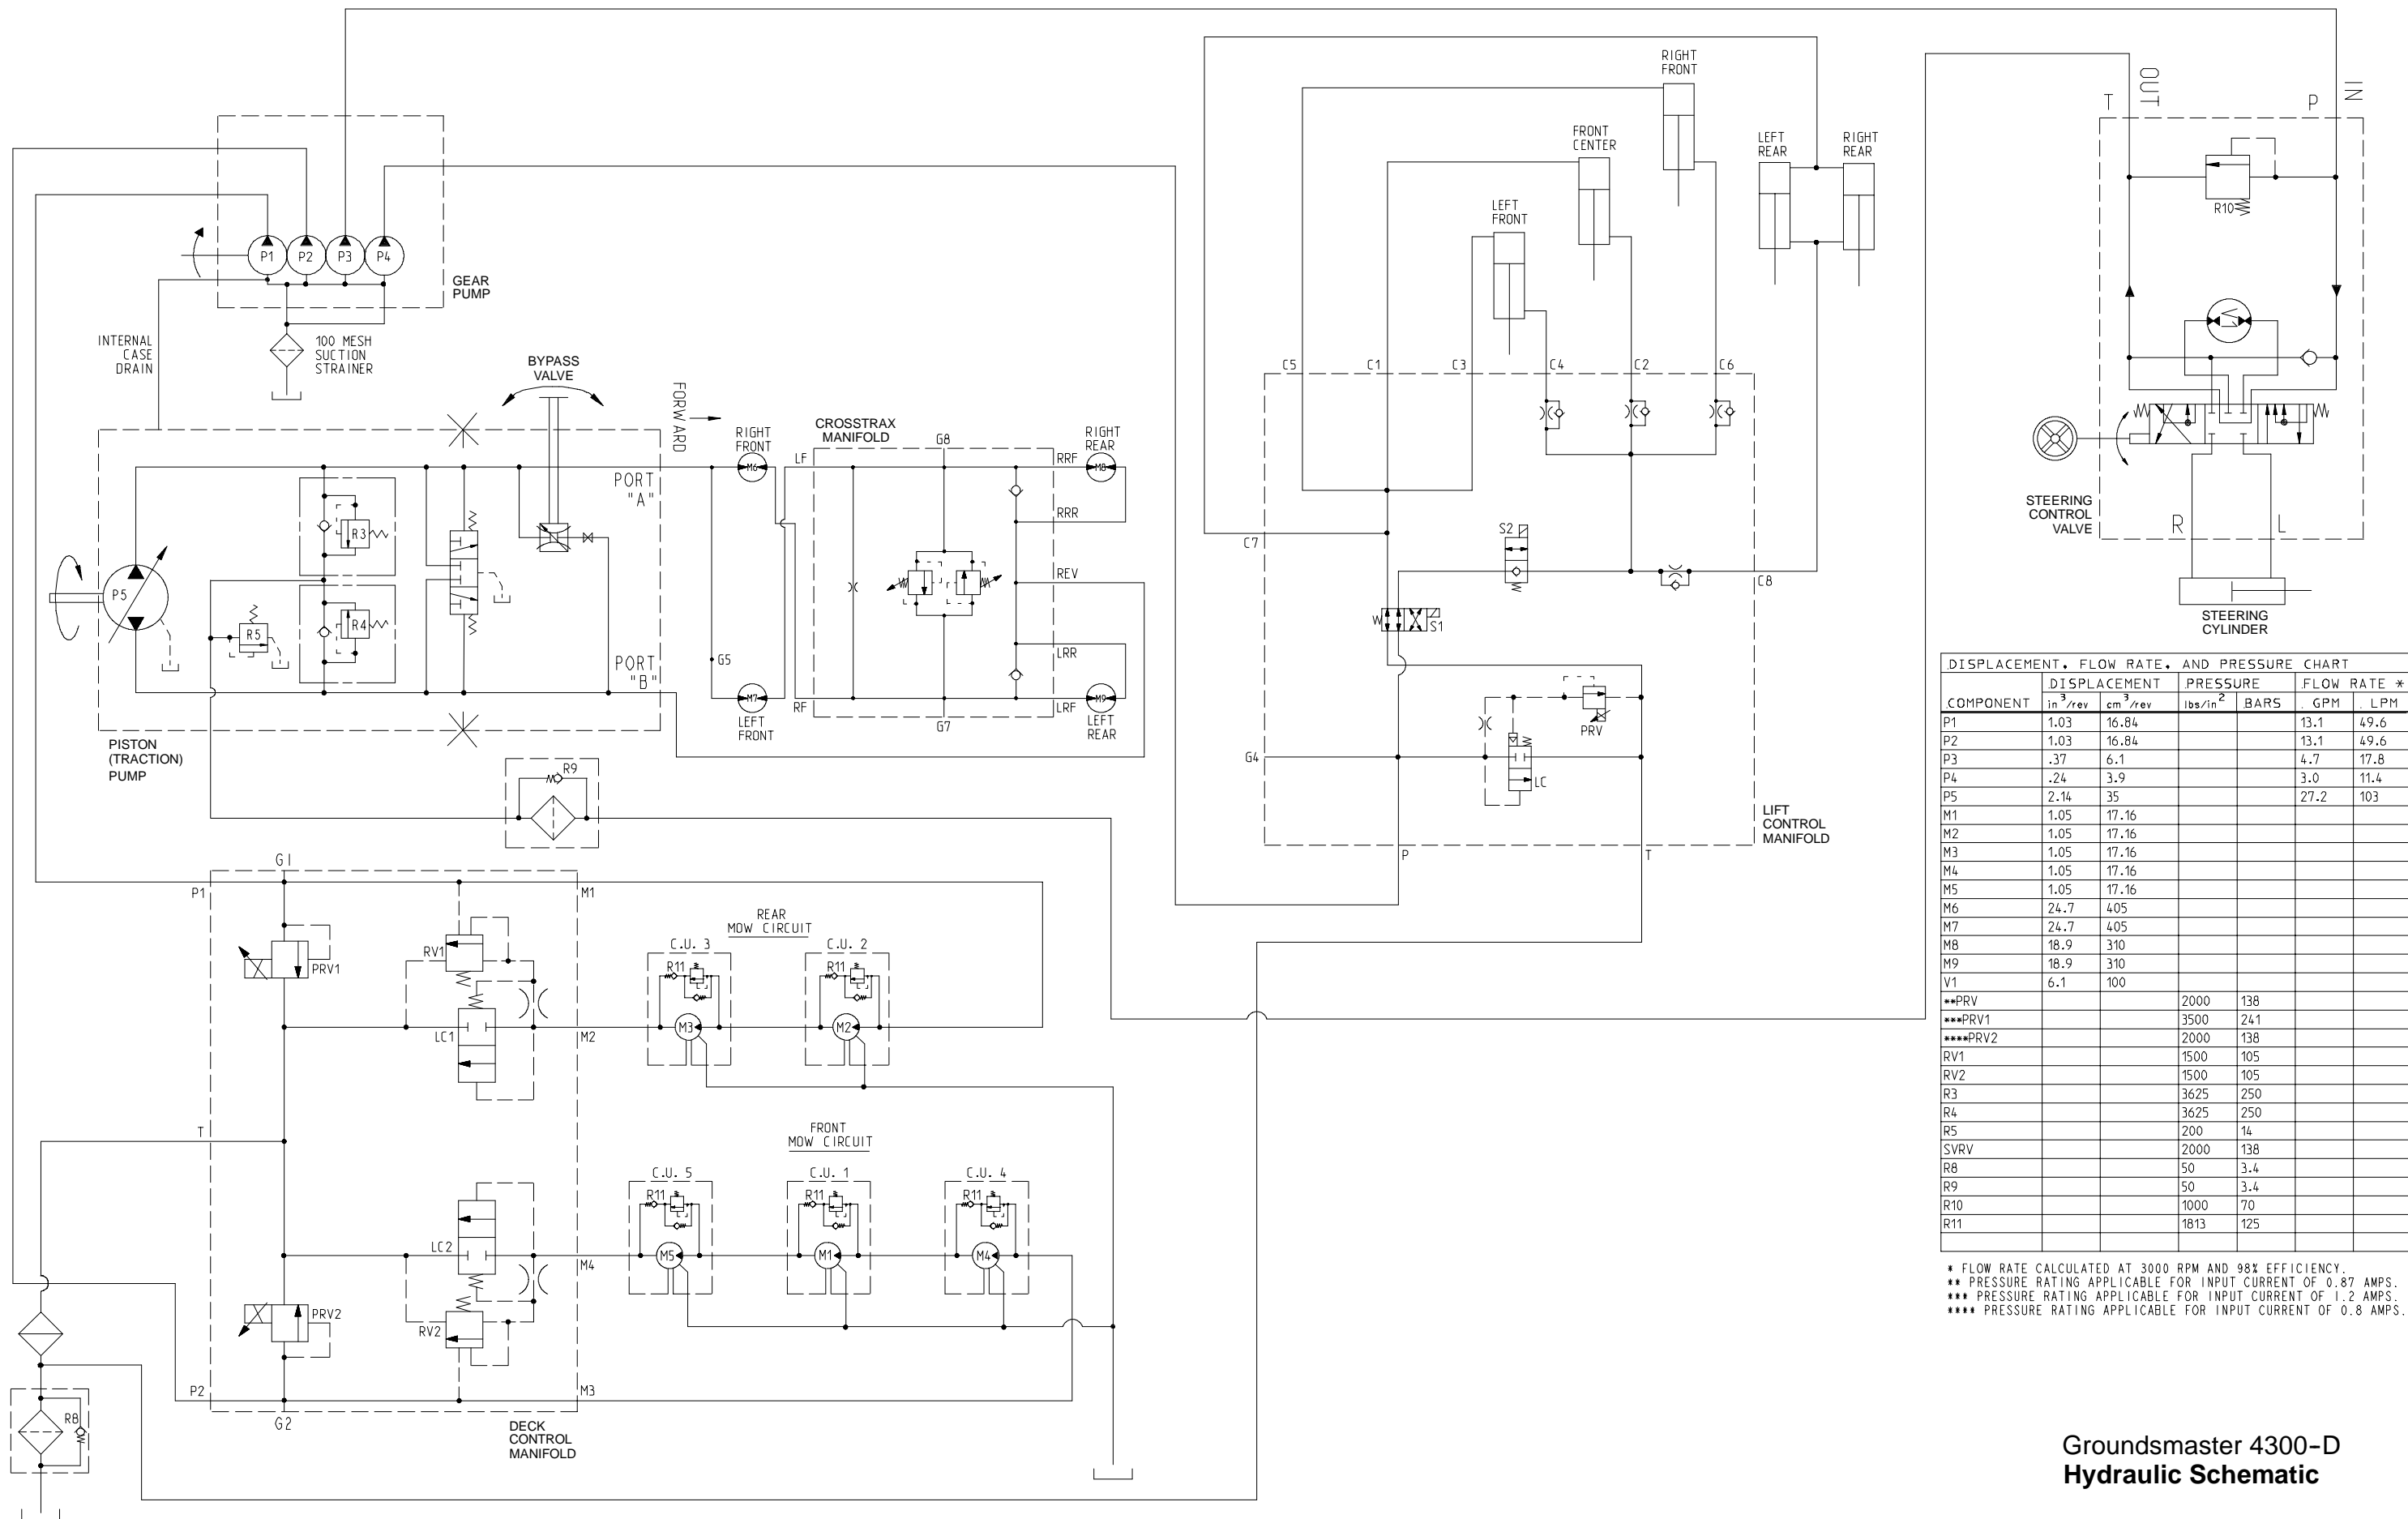 RIGHT
FRONT
FRONT
CENTER
LEFT
FRONT
LEFT
REAR
RIGHT
REAR
OUT
IN
T
P
R10
P1
P2
P3
P4
GEAR
PUMP
INTERNAL
CASE
DRAIN
100 MESH
SUCTION
STRAINER
BYPASS
VALVE
FORWARD
CROSSTRAX
MANIFOLD
G8
RIGHT
FRONT
RIGHT
REAR
LF
RRF
M6
M8
PORT
"A"
RRR
R3
R4
R5
P5
REV
G5
LRR
PORT
"B"
M7
M9
RF
LRF
G7
LEFT
FRONT
LEFT
REAR
PISTON
(TRACTION)
PUMP
R9
C5
C1
C3
C4
C2
C6
C7
S2
C8
S1
PRV
G4
LC
P
T
LIFT
CONTROL
MANIFOLD
STEERING
CONTROL
VALVE
R
L
STEERING
CYLINDER
G1
P1
M1
PRV1
RV1
LC1
M2
REAR
MOW CIRCUIT
C.U. 3
C.U. 2
R11
R11
M3
M2
T
FRONT
MOW CIRCUIT
C.U. 5
C.U. 1
C.U. 4
R11
R11
R11
M5
M1
M4
LC2
M4
PRV2
RV2
P2
M3
G2
R8
DECK
CONTROL
MANIFOLD
DISPLACEMENT, FLOW RATE, AND PRESSURE CHART
DISPLACEMENT PRESSURE FLOW RATE *
COMPONENT in³/rev cm³/rev lbs/in² BARS GPM LPM
P1 1.03 16.84 13.1 49.6
P2 1.03 16.84 13.1 49.6
P3 .37 6.1 4.7 17.8
P4 .24 3.9 3.0 11.4
P5 2.14 35 27.2 103
M1 1.05 17.16
M2 1.05 17.16
M3 1.05 17.16
M4 1.05 17.16
M5 1.05 17.16
M6 24.7 405
M7 24.7 405
M8 18.9 310
M9 18.9 310
V1 6.1 100
**PRV 2000 138
***PRV1 3500 241
****PRV2 2000 138
RV1 1500 105
RV2 1500 105
R3 3625 250
R4 3625 250
R5 200 14
SVRV 2000 138
R8 50 3.4
R9 50 3.4
R10 1000 70
R11 1813 125
* FLOW RATE CALCULATED AT 3000 RPM AND 98% EFFICIENCY.
** PRESSURE RATING APPLICABLE FOR INPUT CURRENT OF 0.87 AMPS.
*** PRESSURE RATING APPLICABLE FOR INPUT CURRENT OF 1.2 AMPS.
**** PRESSURE RATING APPLICABLE FOR INPUT CURRENT OF 0.8 AMPS.
Groundsmaster 4300-D
Hydraulic Schematic